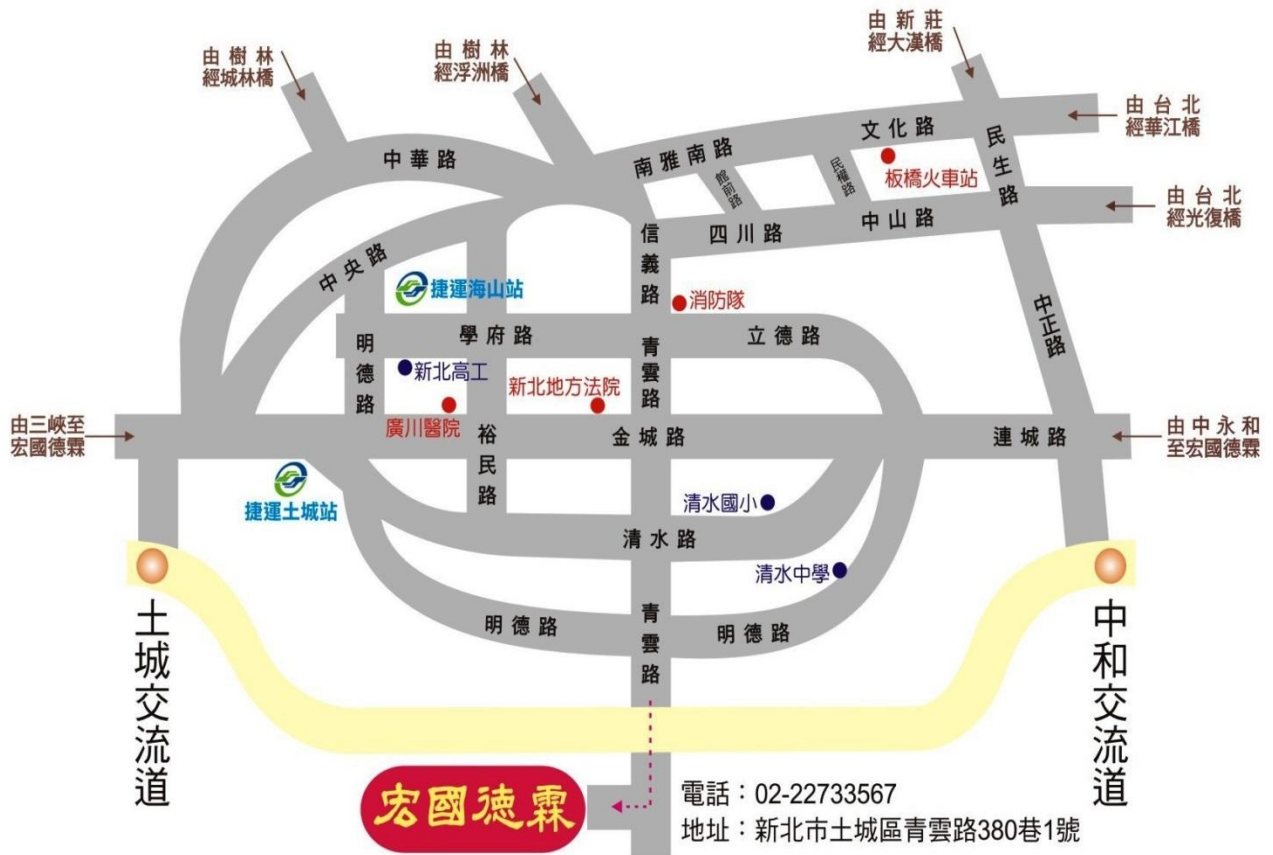 由樹林
經城林橋
由樹林
經浮洲橋
由新莊
經大漢橋
由台北
經華江橋
由台北
經光復橋
中華路
南雅南路
文化路
民生路
館前路
民權路
板橋火車站
四川路
中山路
信義路
中央路
捷運海山站
消防隊
中正路
學府路
立德路
明德路
青雲路
新北高工
新北地方法院
廣川醫院
由三峽至
宏國德霖
裕民路
金城路
連城路
由中永和
至宏國德霖
捷運土城站
清水國小
清水路
清水中學
土城交流道
明德路
青雲路
明德路
中和交流道
宏國德霖
電話：02-22733567
地址：新北市土城區青雲路380巷1號